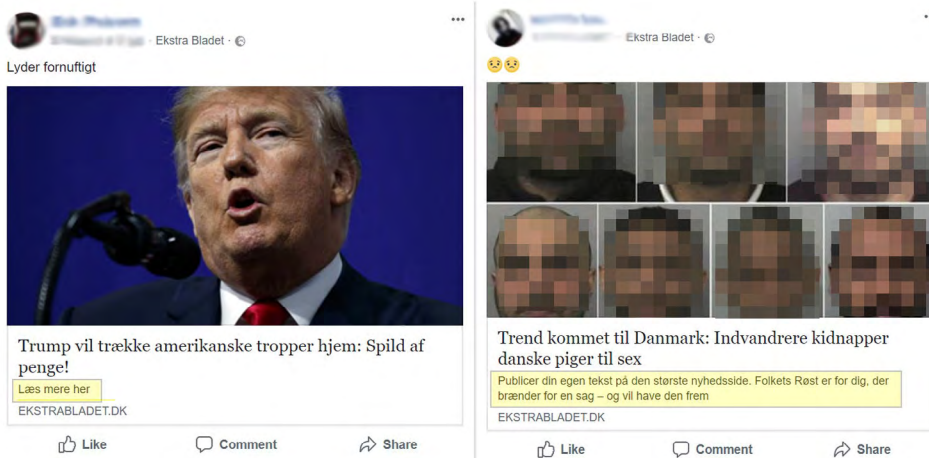 Ekstra Bladet ·
Lyder fornuftigt
Trump vil trække amerikanske tropper hjem: Spild af
penge!
Læs mere her
EKSTRABLADET.DK
Like Comment Share
Ekstra Bladet ·
Trend kommet til Danmark: Indvandrere kidnapper
danske piger til sex
Publicer din egen tekst på den største nyhedsside. Folkets Røst er for dig, der
brænder for en sag – og vil have den frem
EKSTRABLADET.DK
Like Comment Share